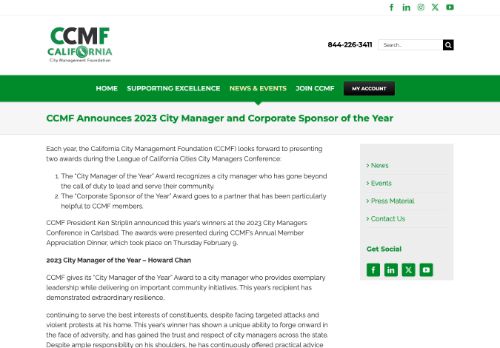 CCMF
CALIFORNIA
City Management Foundation
844-226-3411
Search...
HOME SUPPORTING EXCELLENCE NEWS & EVENTS JOIN CCMF MY ACCOUNT
CCMF Announces 2023 City Manager and Corporate Sponsor of the Year
Each year, the California City Management Foundation (CCMF) looks forward to presenting
two awards during the League of California Cities City Managers Conference:
1. The "City Manager of the Year" Award recognizes a city manager who has gone beyond
the call of duty to lead and serve their community.
2. The "Corporate Sponsor of the Year" Award goes to a partner that has been particularly
helpful to CCMF members.
CCMF President Ken Striplin announced this year's winners at the 2023 City Managers
Conference in Carlsbad. The awards were presented during CCMF's Annual Member
Appreciation Dinner, which took place on Thursday February 9.
2023 City Manager of the Year – Howard Chan
CCMF gives its "City Manager of the Year" Award to a city manager who provides exemplary
leadership while delivering on important community initiatives. This year's recipient has
demonstrated extraordinary resilience.
continuing to serve the best interests of constituents, despite facing targeted attacks and
violent protests at his home. This year's winner has shown a unique ability to forge onward in
the face of adversity, and has gained the trust and respect of city managers across the state.
Despite ample responsibility on his shoulders, he has continuously offered practical advice
> News
> Events
> Press Material
> Contact Us
Get Social